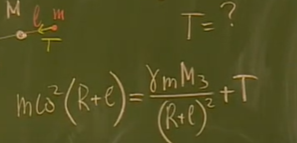 M l m
T
T = ?
mω²(R+l) = γmM₃/(R+l)² + T